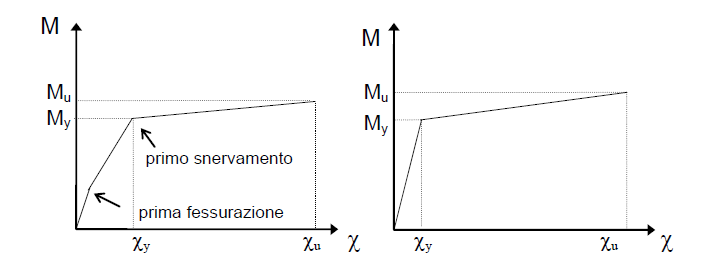 M
Mu
My
primo snervamento
prima fessurazione
χy
χu
χ
M
Mu
My
χy
χu
χ